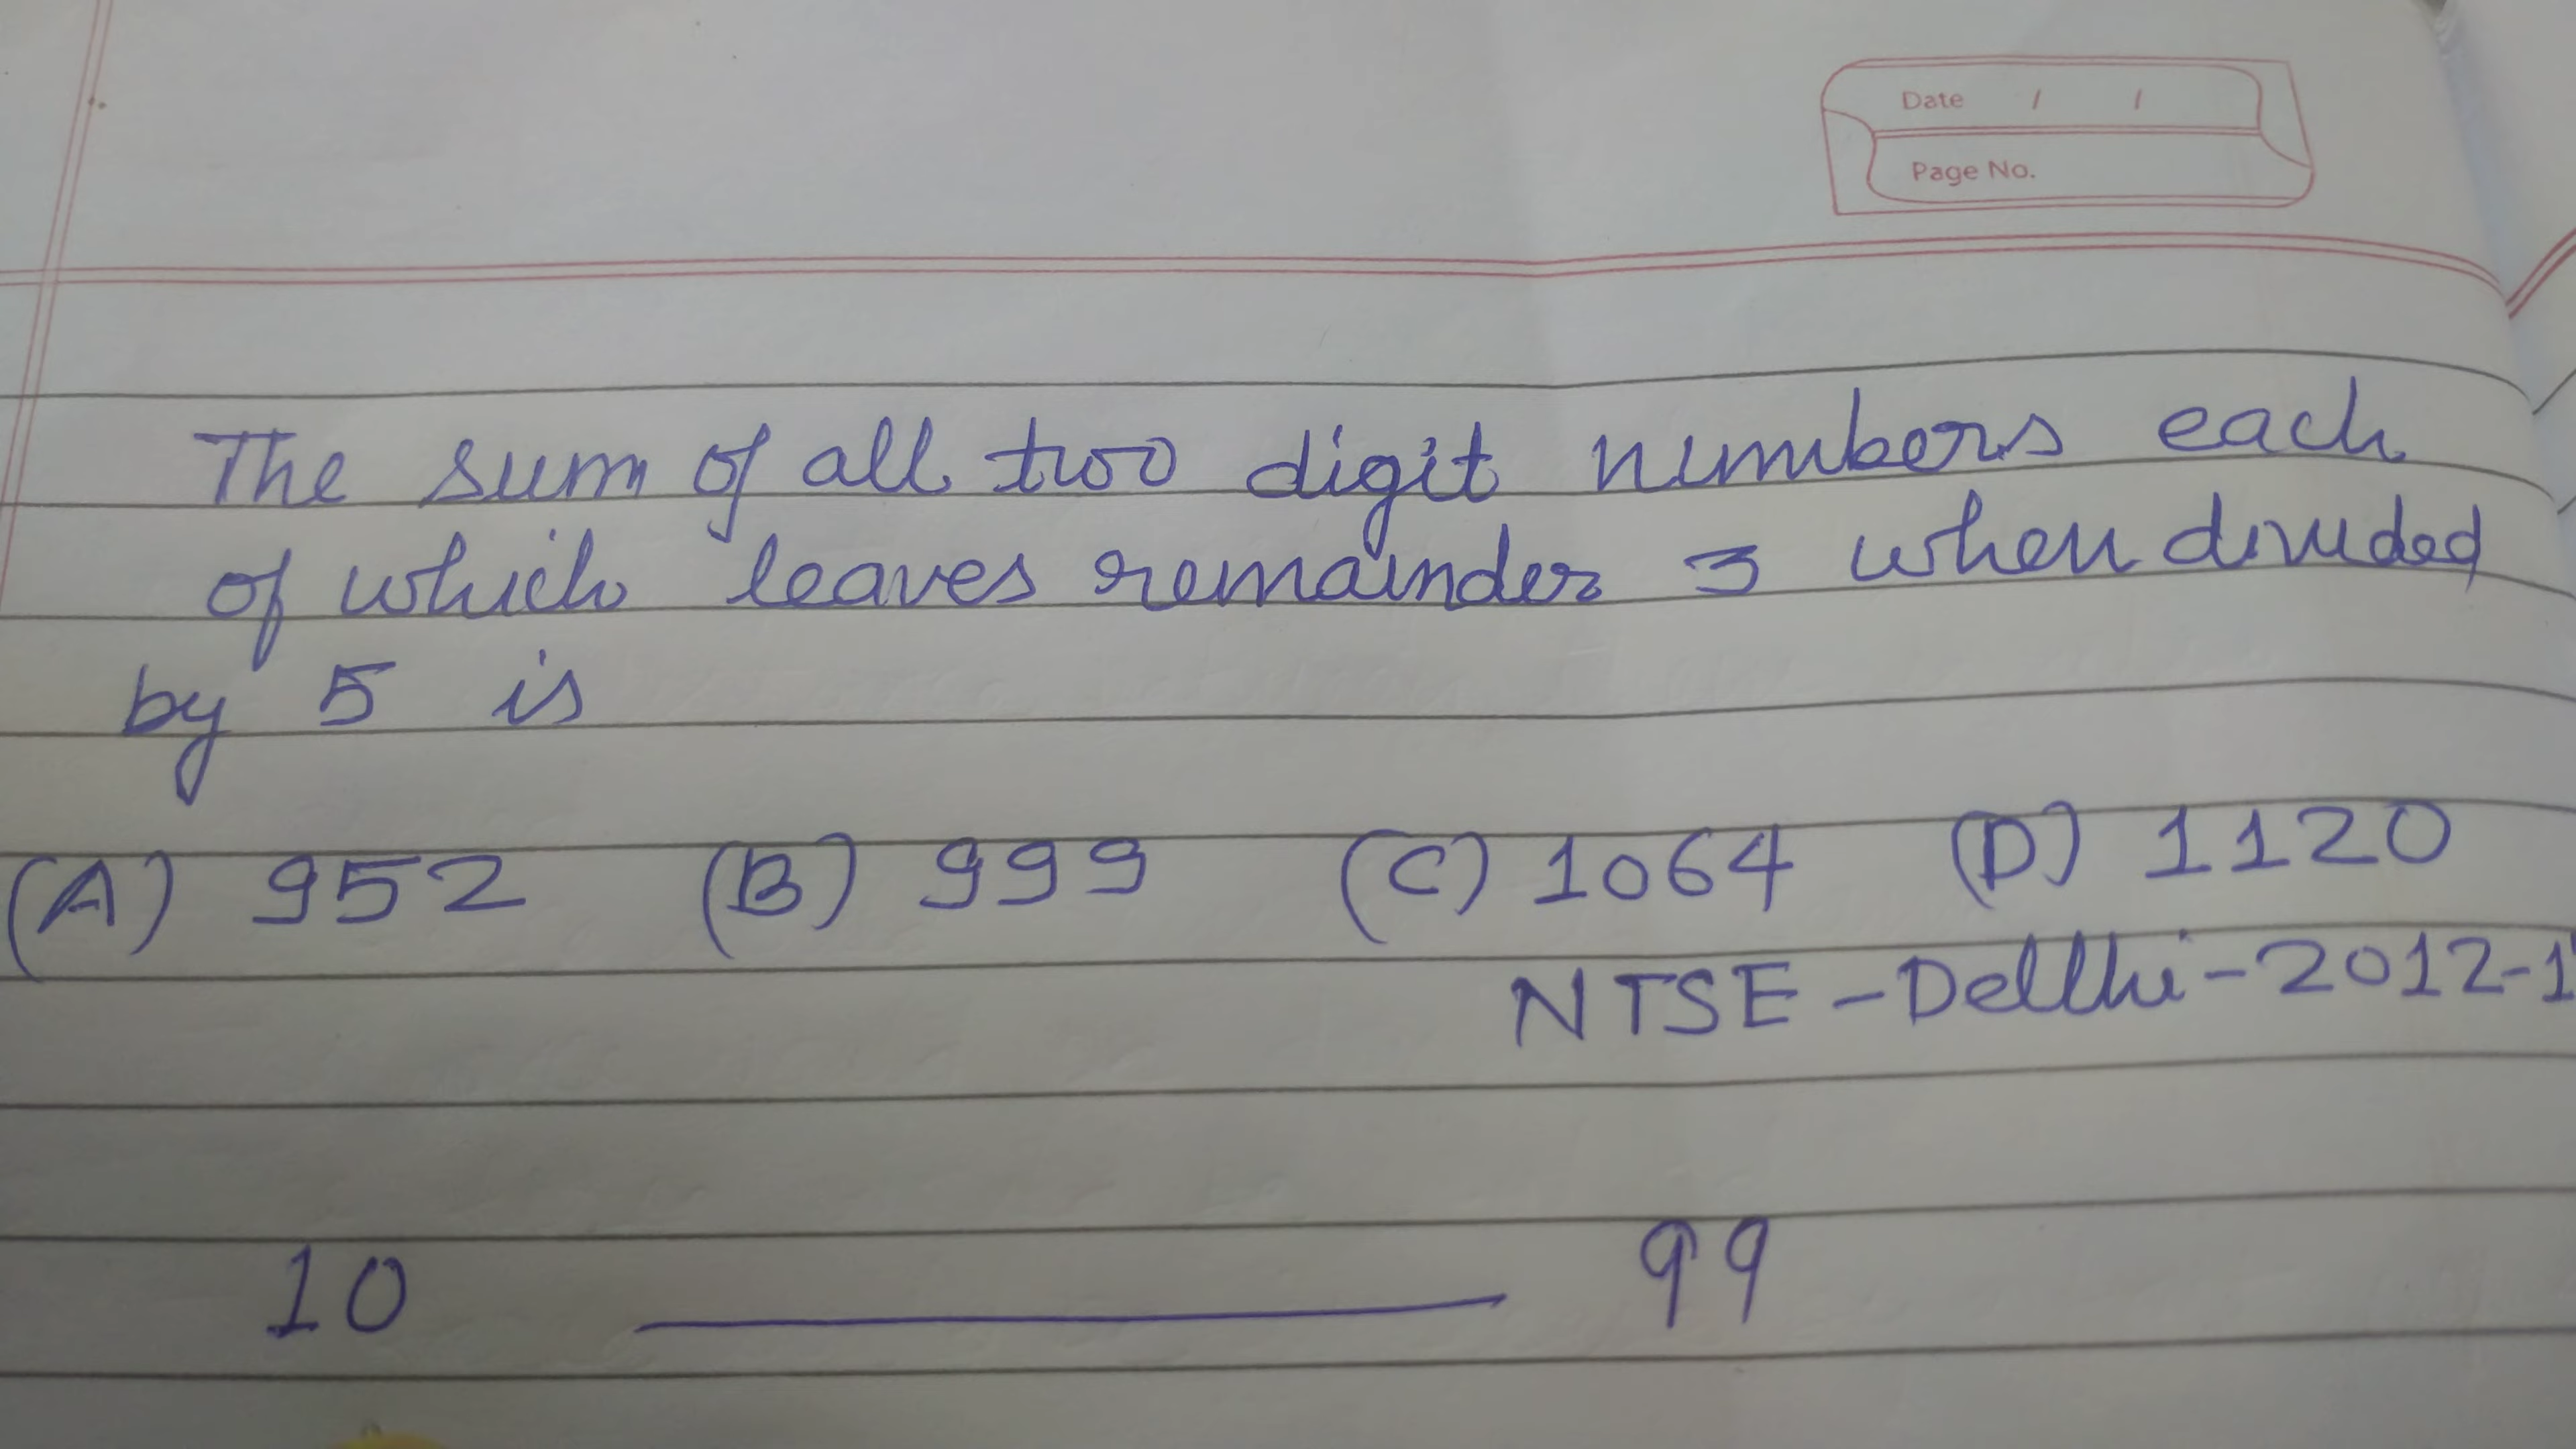 Date / /
Page No.
The sum of all two digit numbers each
of which leaves remainder 3 when divided
by 5 is
(A) 952 (B) 999 (C) 1064 (D) 1120
NTSE - Dellhi - 2012-1
10 ——— 99